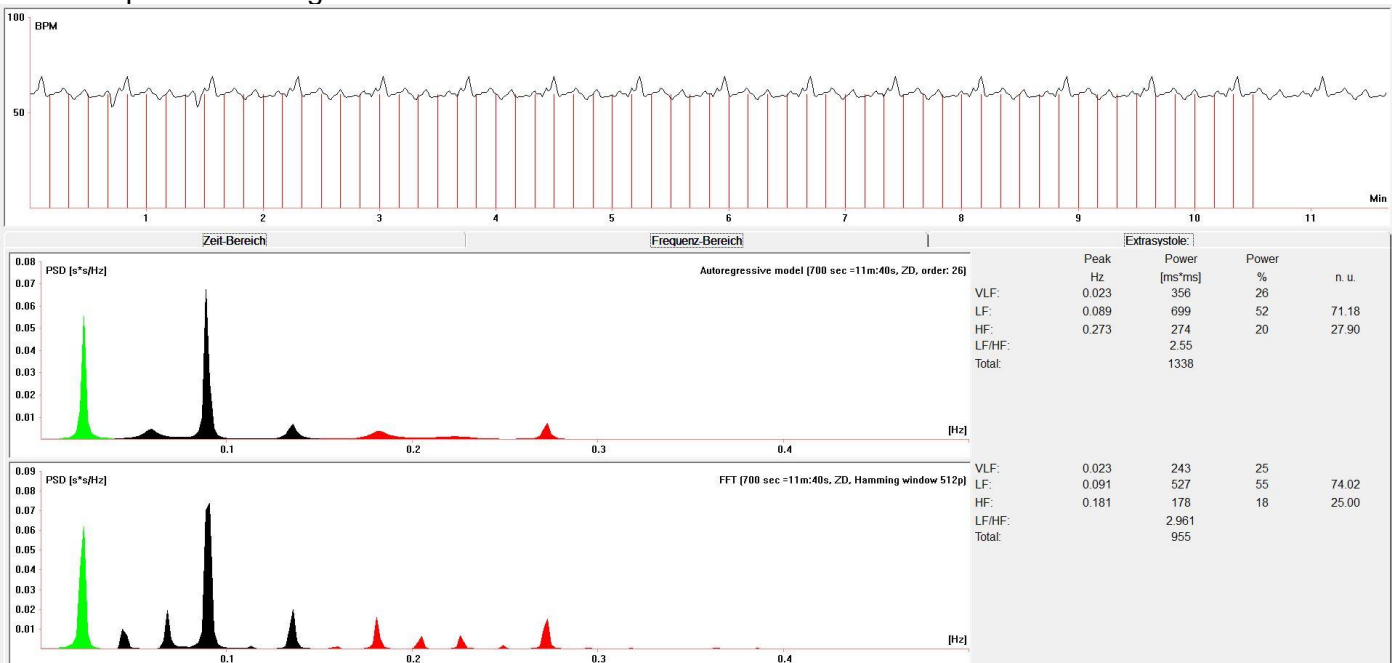 100 BPM
50
Min
1 2 3 4 5 6 7 8 9 10 11
Zeit-Bereich Frequenz-Bereich Extrasystole:
0.08 PSD [s*s/Hz] Autoregressive model (700 sec =11m:40s, ZD, order: 26)
0.07
0.06
0.05
0.04
0.03
0.02
0.01
[Hz]
0.1 0.2 0.3 0.4
Peak Power Power
Hz [ms*ms] % n. u.
VLF: 0.023 356 26
LF: 0.089 699 52 71.18
HF: 0.273 274 20 27.90
LF/HF: 2.55
Total: 1338
0.09 PSD [s*s/Hz] FFT (700 sec =11m:40s, ZD, Hamming window 512p)
0.08
0.07
0.06
0.05
0.04
0.03
0.02
0.01
[Hz]
0.1 0.2 0.3 0.4
VLF: 0.023 243 25
LF: 0.091 527 55 74.02
HF: 0.181 178 18 25.00
LF/HF: 2.961
Total: 955